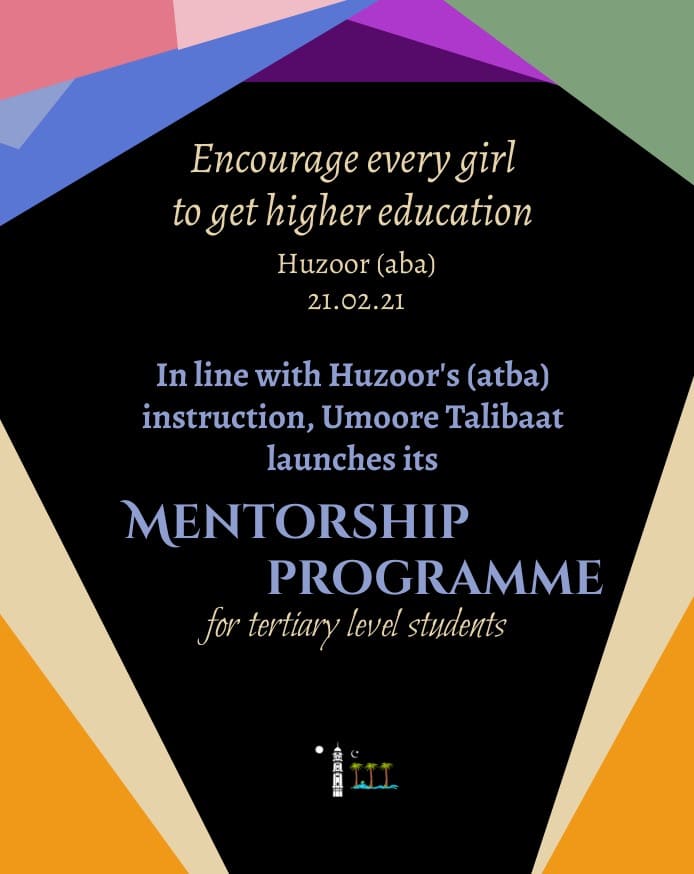 Encourage every girl
to get higher education
Huzoor (aba)
21.02.21
In line with Huzoor's (atba)
instruction, Umoore Talibaat
launches its
MENTORSHIP
PROGRAMME
for tertiary level students